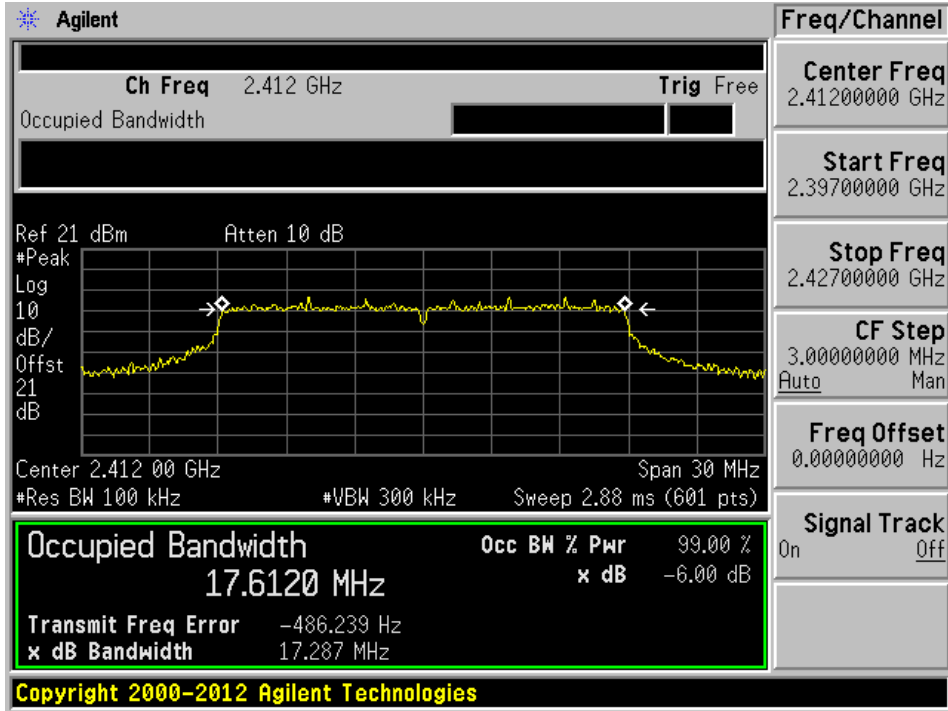 Agilent
Freq/Channel
Ch Freq 2.412 GHz Trig Free
Occupied Bandwidth
Center Freq
2.41200000 GHz
Start Freq
2.39700000 GHz
Stop Freq
2.42700000 GHz
CF Step
3.00000000 MHz
Auto Man
Freq Offset
0.00000000 Hz
Signal Track
On Off
Ref 21 dBm Atten 10 dB
#Peak
Log
10
dB/
Offst
21
dB
Center 2.412 00 GHz Span 30 MHz
#Res BW 100 kHz #VBW 300 kHz Sweep 2.88 ms (601 pts)
Occupied Bandwidth Occ BW % Pwr 99.00 %
17.6120 MHz x dB -6.00 dB
Transmit Freq Error -486.239 Hz
x dB Bandwidth 17.287 MHz
Copyright 2000-2012 Agilent Technologies